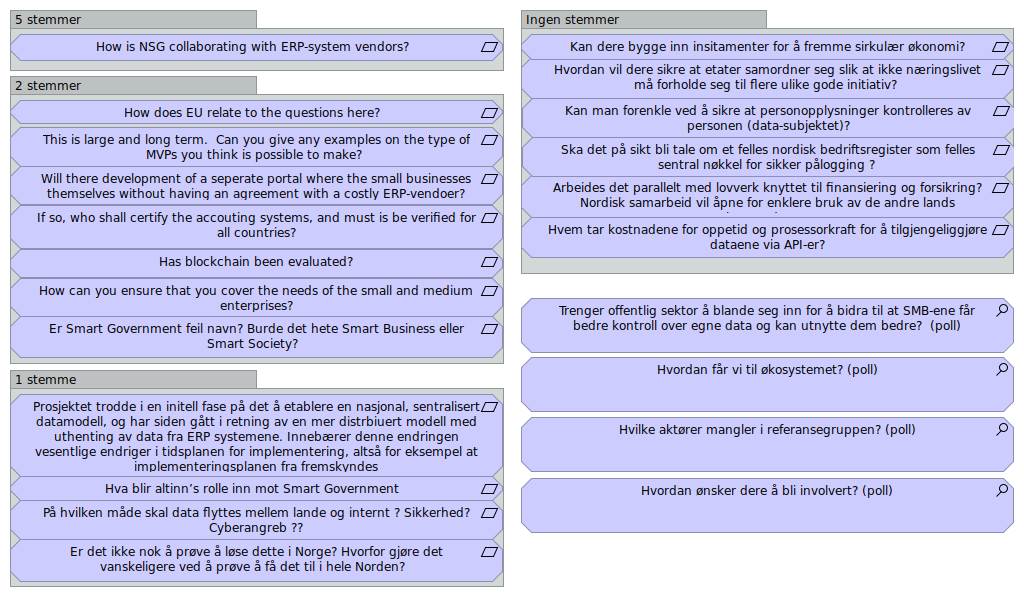 5 stemmer
How is NSG collaborating with ERP-system vendors?
2 stemmer
How does EU relate to the questions here?
This is large and long term.  Can you give any examples on the type of
MVPs you think is possible to make?
Will there development of a seperate portal where the small businesses
themselves without having an agreement with a costly ERP-vendoer?
If so, who shall certify the accouting systems, and must is be verified for
all countries?
Has blockchain been evaluated?
How can you ensure that you cover the needs of the small and medium
enterprises?
Er Smart Government feil navn? Burde det hete Smart Business eller
Smart Society?
1 stemme
Prosjektet trodde i en initell fase på det å etablere en nasjonal, sentralisert
datamodell, og har siden gått i retning av en mer distrbiuert modell med
uthenting av data fra ERP systemene. Innebærer denne endringen
vesentlige endriger i tidsplanen for implementering, altså for eksempel at
implementeringsplanen fra fremskyndes
Hva blir altinn’s rolle inn mot Smart Government
På hvilken måde skal data flyttes mellem lande og internt ? Sikkerhed?
Cyberangreb ??
Er det ikke nok å prøve å løse dette i Norge? Hvorfor gjøre det
vanskeligere ved å prøve å få det til i hele Norden?
Ingen stemmer
Kan dere bygge inn insitamenter for å fremme sirkulær økonomi?
Hvordan vil dere sikre at etater samordner seg slik at ikke næringslivet
må forholde seg til flere ulike gode initiativ?
Kan man forenkle ved å sikre at personopplysninger kontrolleres av
personen (data-subjektet)?
Ska det på sikt bli tale om et felles nordisk bedriftsregister som felles
sentral nøkkel for sikker pålogging ?
Arbeides det parallelt med lovverk knyttet til finansiering og forsikring?
Nordisk samarbeid vil åpne for enklere bruk av de andre lands
Hvem tar kostnadene for oppetid og prosessorkraft for å tilgjengeliggjøre
dataene via API-er?
Trenger offentlig sektor å blande seg inn for å bidra til at SMB-ene får
bedre kontroll over egne data og kan utnytte dem bedre?  (poll)
Hvordan får vi til økosystemet? (poll)
Hvilke aktører mangler i referansegruppen? (poll)
Hvordan ønsker dere å bli involvert? (poll)